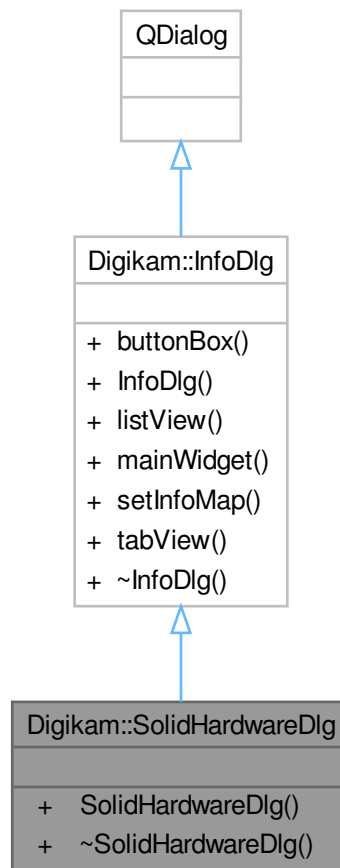 QDialog
Digikam::InfoDlg
+ buttonBox()
+ InfoDlg()
+ listView()
+ mainWidget()
+ setInfoMap()
+ tabView()
+ ~InfoDlg()
Digikam::SolidHardwareDlg
+ SolidHardwareDlg()
+ ~SolidHardwareDlg()